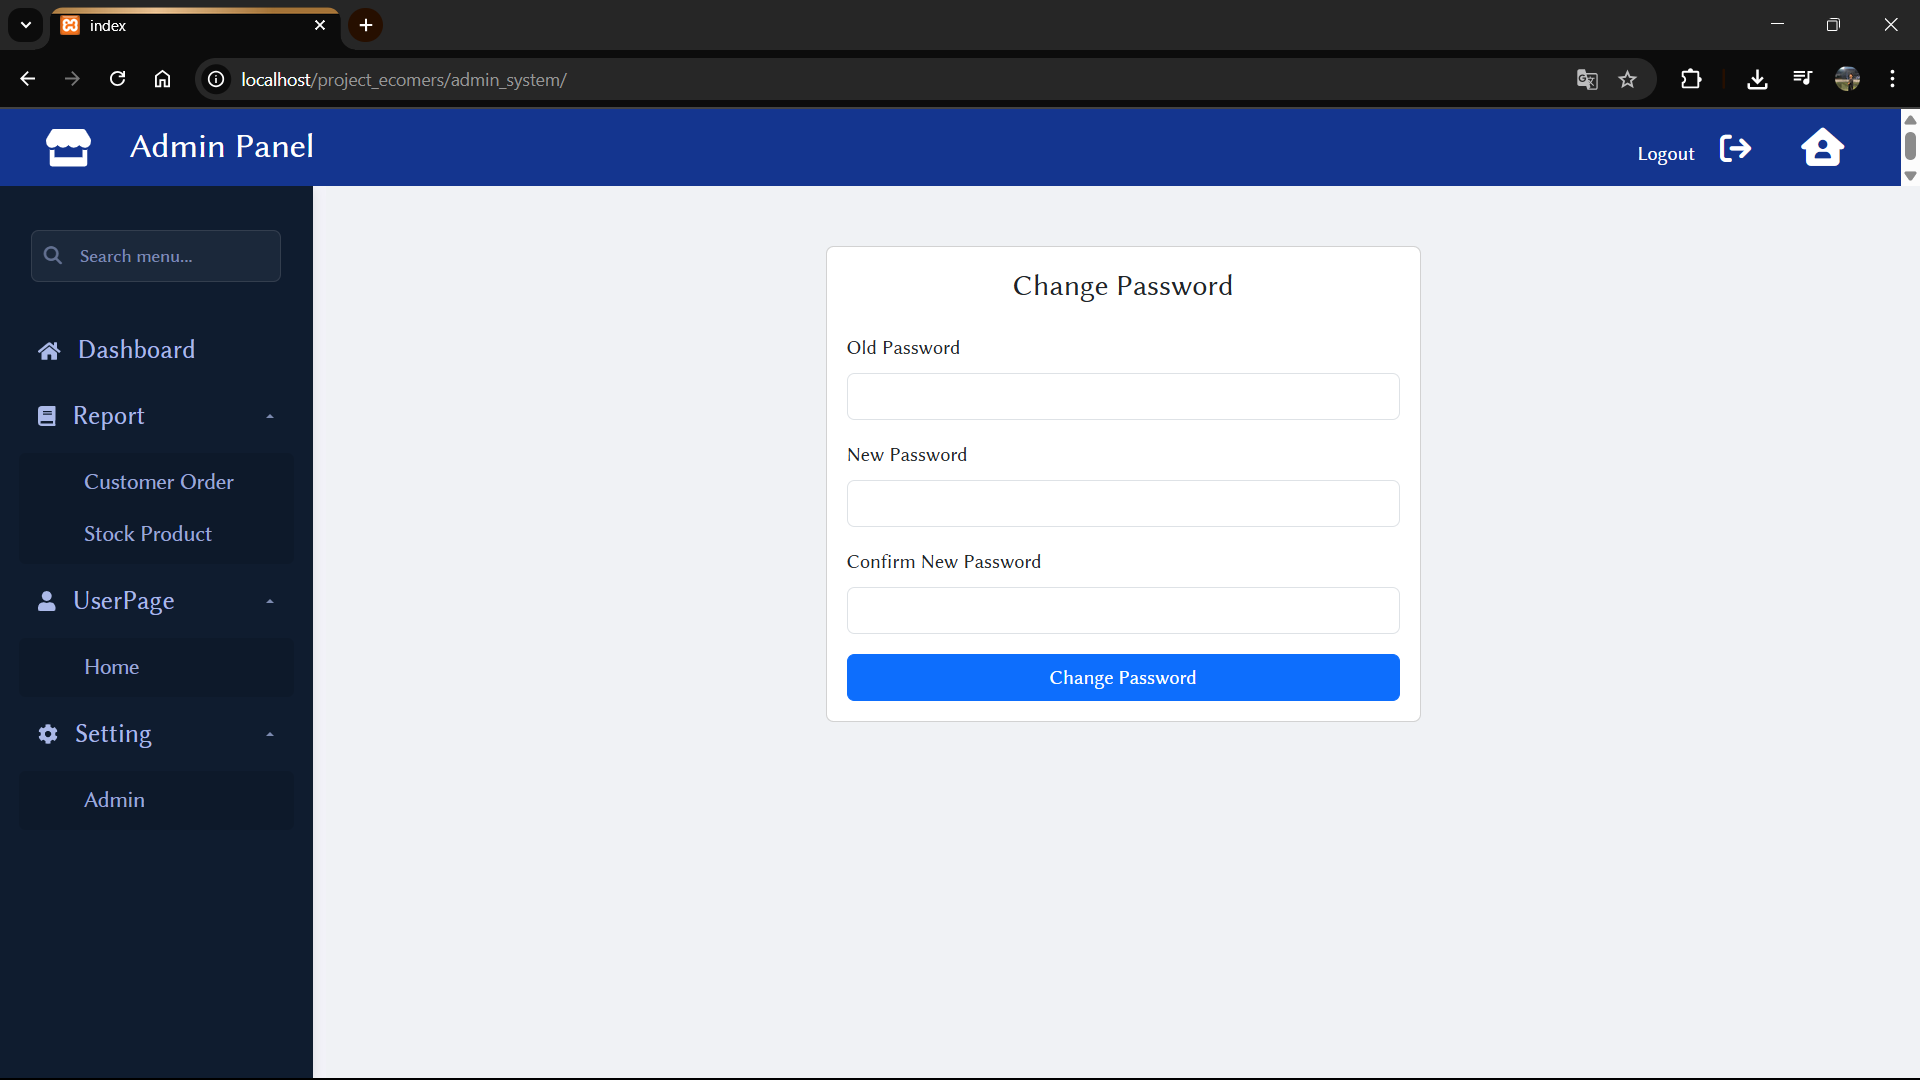 index
localhost/project_ecomers/admin_system/
Admin Panel
Logout
Search menu...
Dashboard
Report
Customer Order
Stock Product
UserPage
Home
Setting
Admin
Change Password
Old Password
New Password
Confirm New Password
Change Password